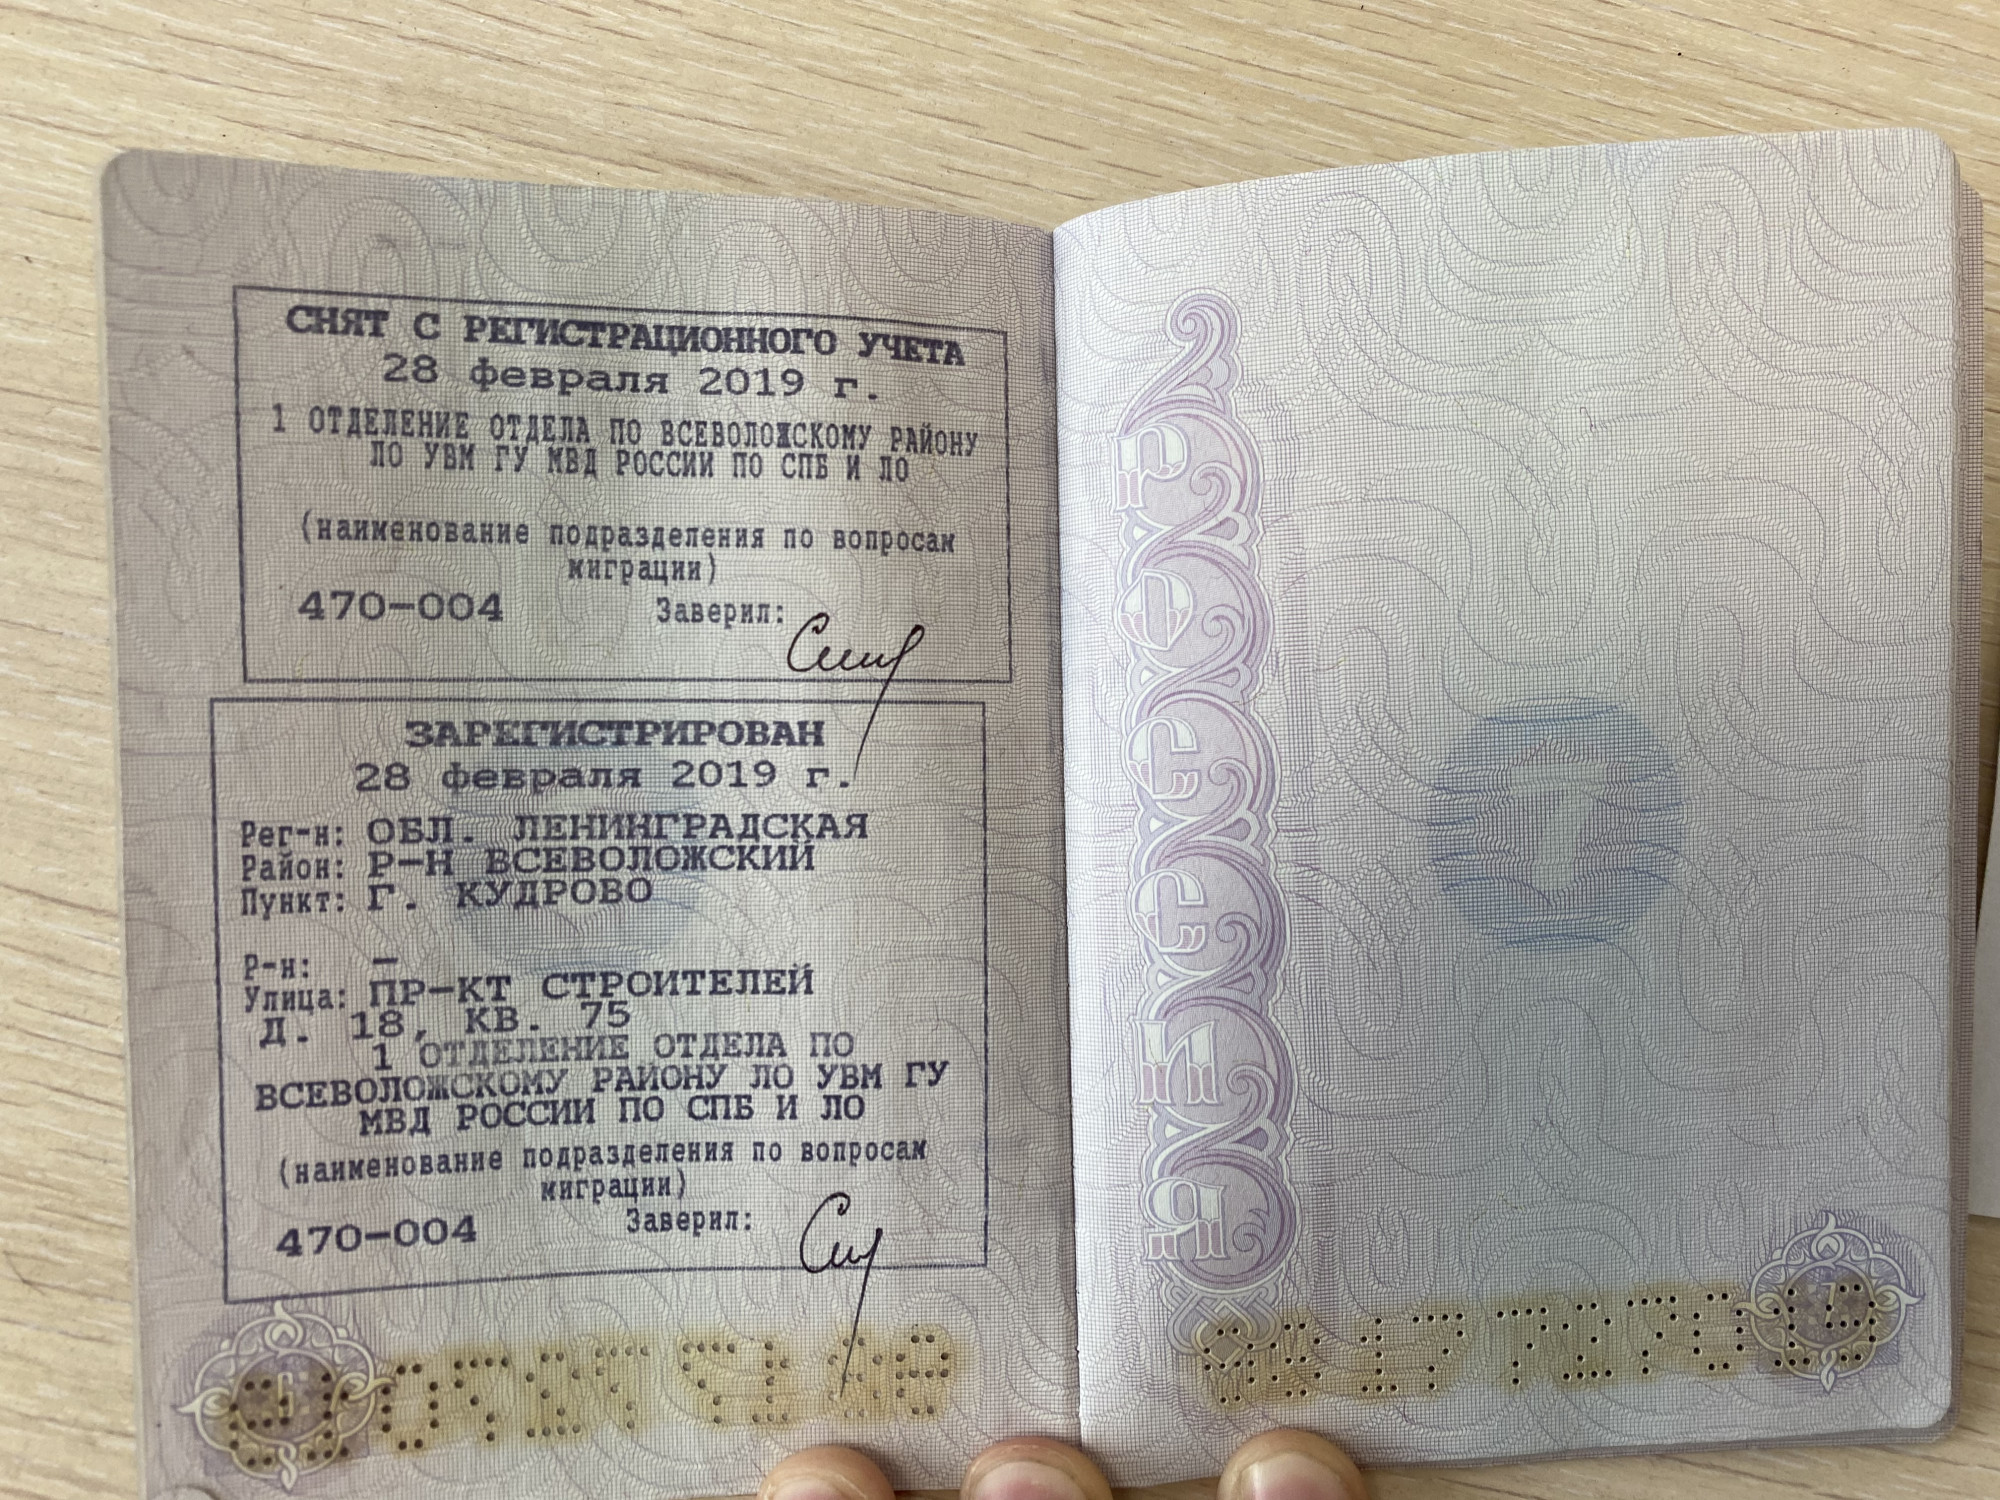 СНЯТ С РЕГИСТРАЦИОННОГО УЧЕТА
28 февраля 2019 г.
1 ОТДЕЛЕНИЕ ОТДЕЛА ПО ВСЕВОЛОЖСКОМУ РАЙОНУ
ЛО УВМ ГУ МВД РОССИИ ПО СПБ И ЛО
(наименование подразделения по вопросам
миграции)
470-004 Заверил:
ЗАРЕГИСТРИРОВАН
28 февраля 2019 г.
Рег-н: ОБЛ. ЛЕНИНГРАДСКАЯ
Район: Р-Н ВСЕВОЛОЖСКИЙ
Пункт: Г. КУДРОВО
Р-н: -
Улица: ПР-КТ СТРОИТЕЛЕЙ
Д. 18, КВ. 75
1 ОТДЕЛЕНИЕ ОТДЕЛА ПО
ВСЕВОЛОЖСКОМУ РАЙОНУ ЛО УВМ ГУ
МВД РОССИИ ПО СПБ И ЛО
(наименование подразделения по вопросам
миграции)
470-004 Заверил:
6
РОССИЯ
7
7